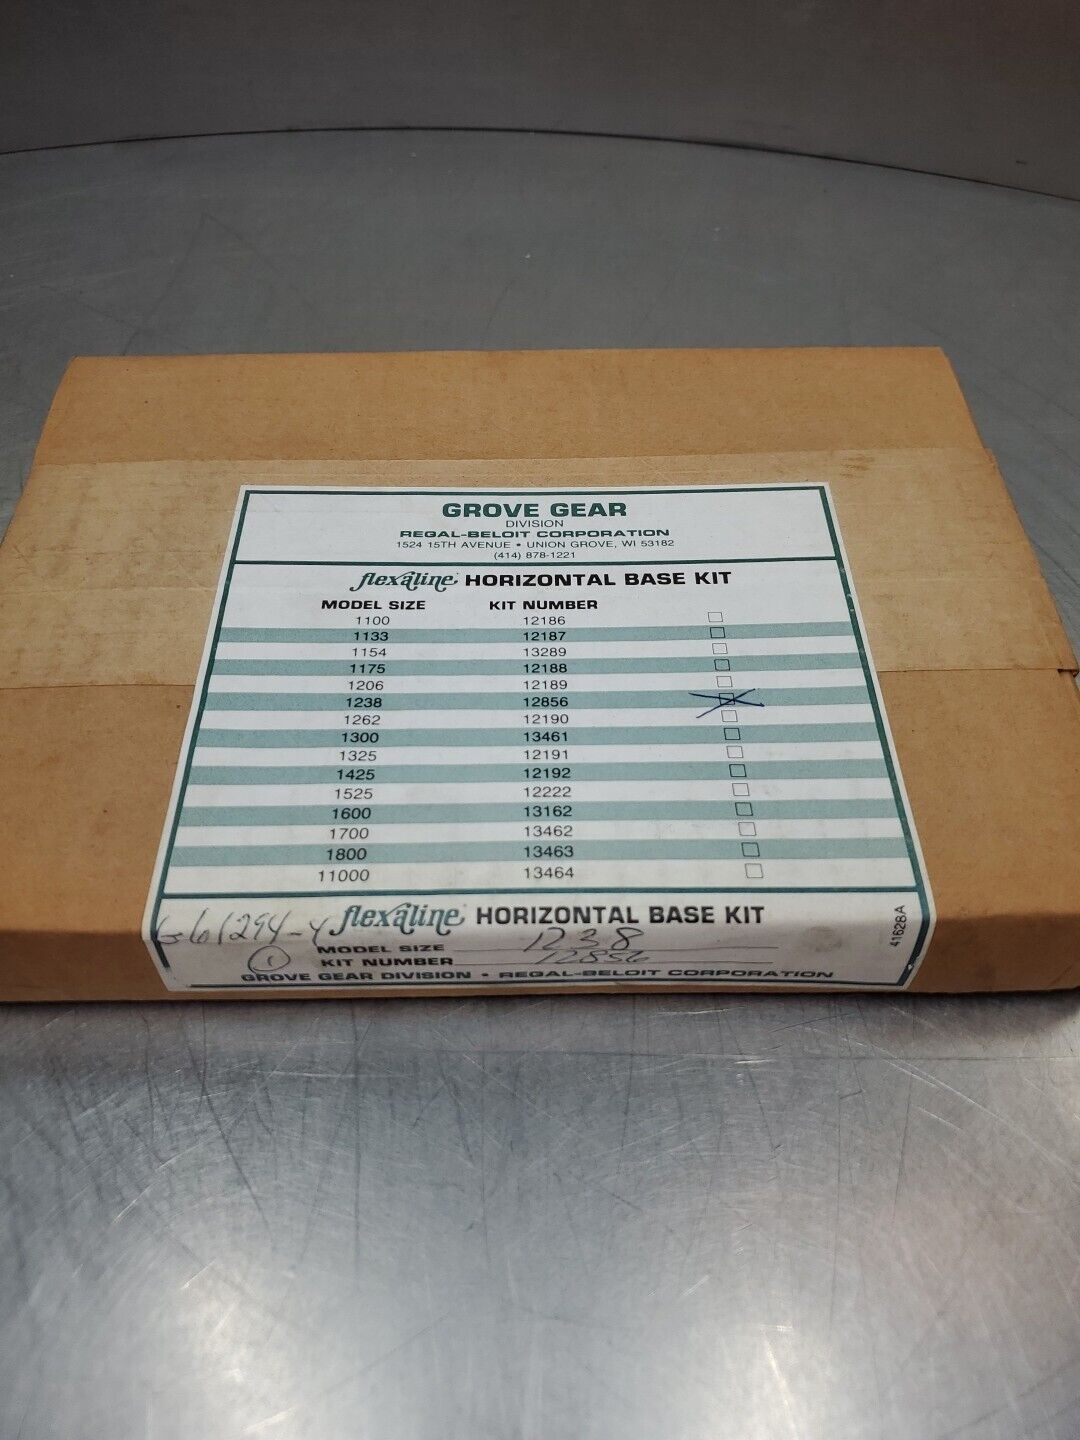 GROVE GEAR
DIVISION
REGAL-BELOIT CORPORATION
1524 15TH AVENUE • UNION GROVE, WI 53182
(414) 878-1221
flexaline HORIZONTAL BASE KIT
MODEL SIZE KIT NUMBER
1100 12186
1133 12187
1154 13289
1175 12188
1206 12189
1238 12856
1262 12190
1300 13461
1325 12191
1425 12192
1525 12222
1600 13162
1700 13462
1800 13463
11000 13464
G-61294-4 flexaline HORIZONTAL BASE KIT
MODEL SIZE 1238
1 KIT NUMBER 12856
GROVE GEAR DIVISION • REGAL-BELOIT CORPORATION
41628A